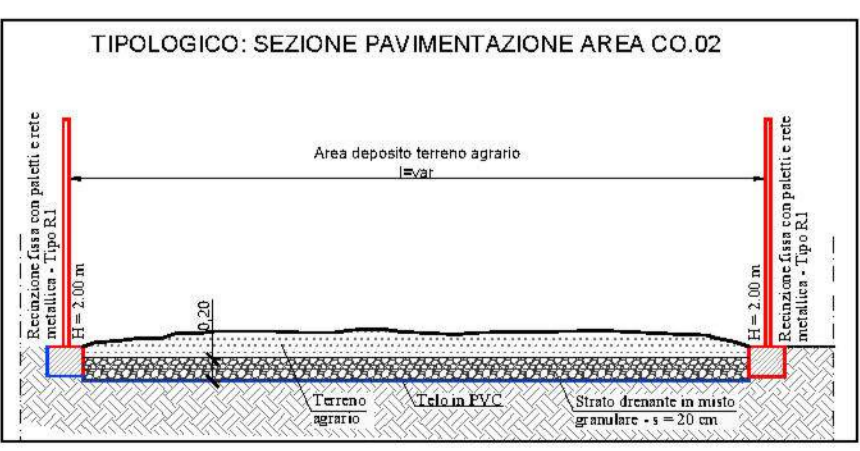 TIPOLOGICO: SEZIONE PAVIMENTAZIONE AREA CO.02
Recinzione fissa con paletti e rete
metallica - Tipo R1
H = 2.00 m
Area deposito terreno agrario
l=var
H = 2.00 m
Recinzione fissa con paletti e rete
metallica - Tipo R1
0,20
Terreno
agrario
Telo in PVC
Strato drenante in misto
granulare - s = 20 cm